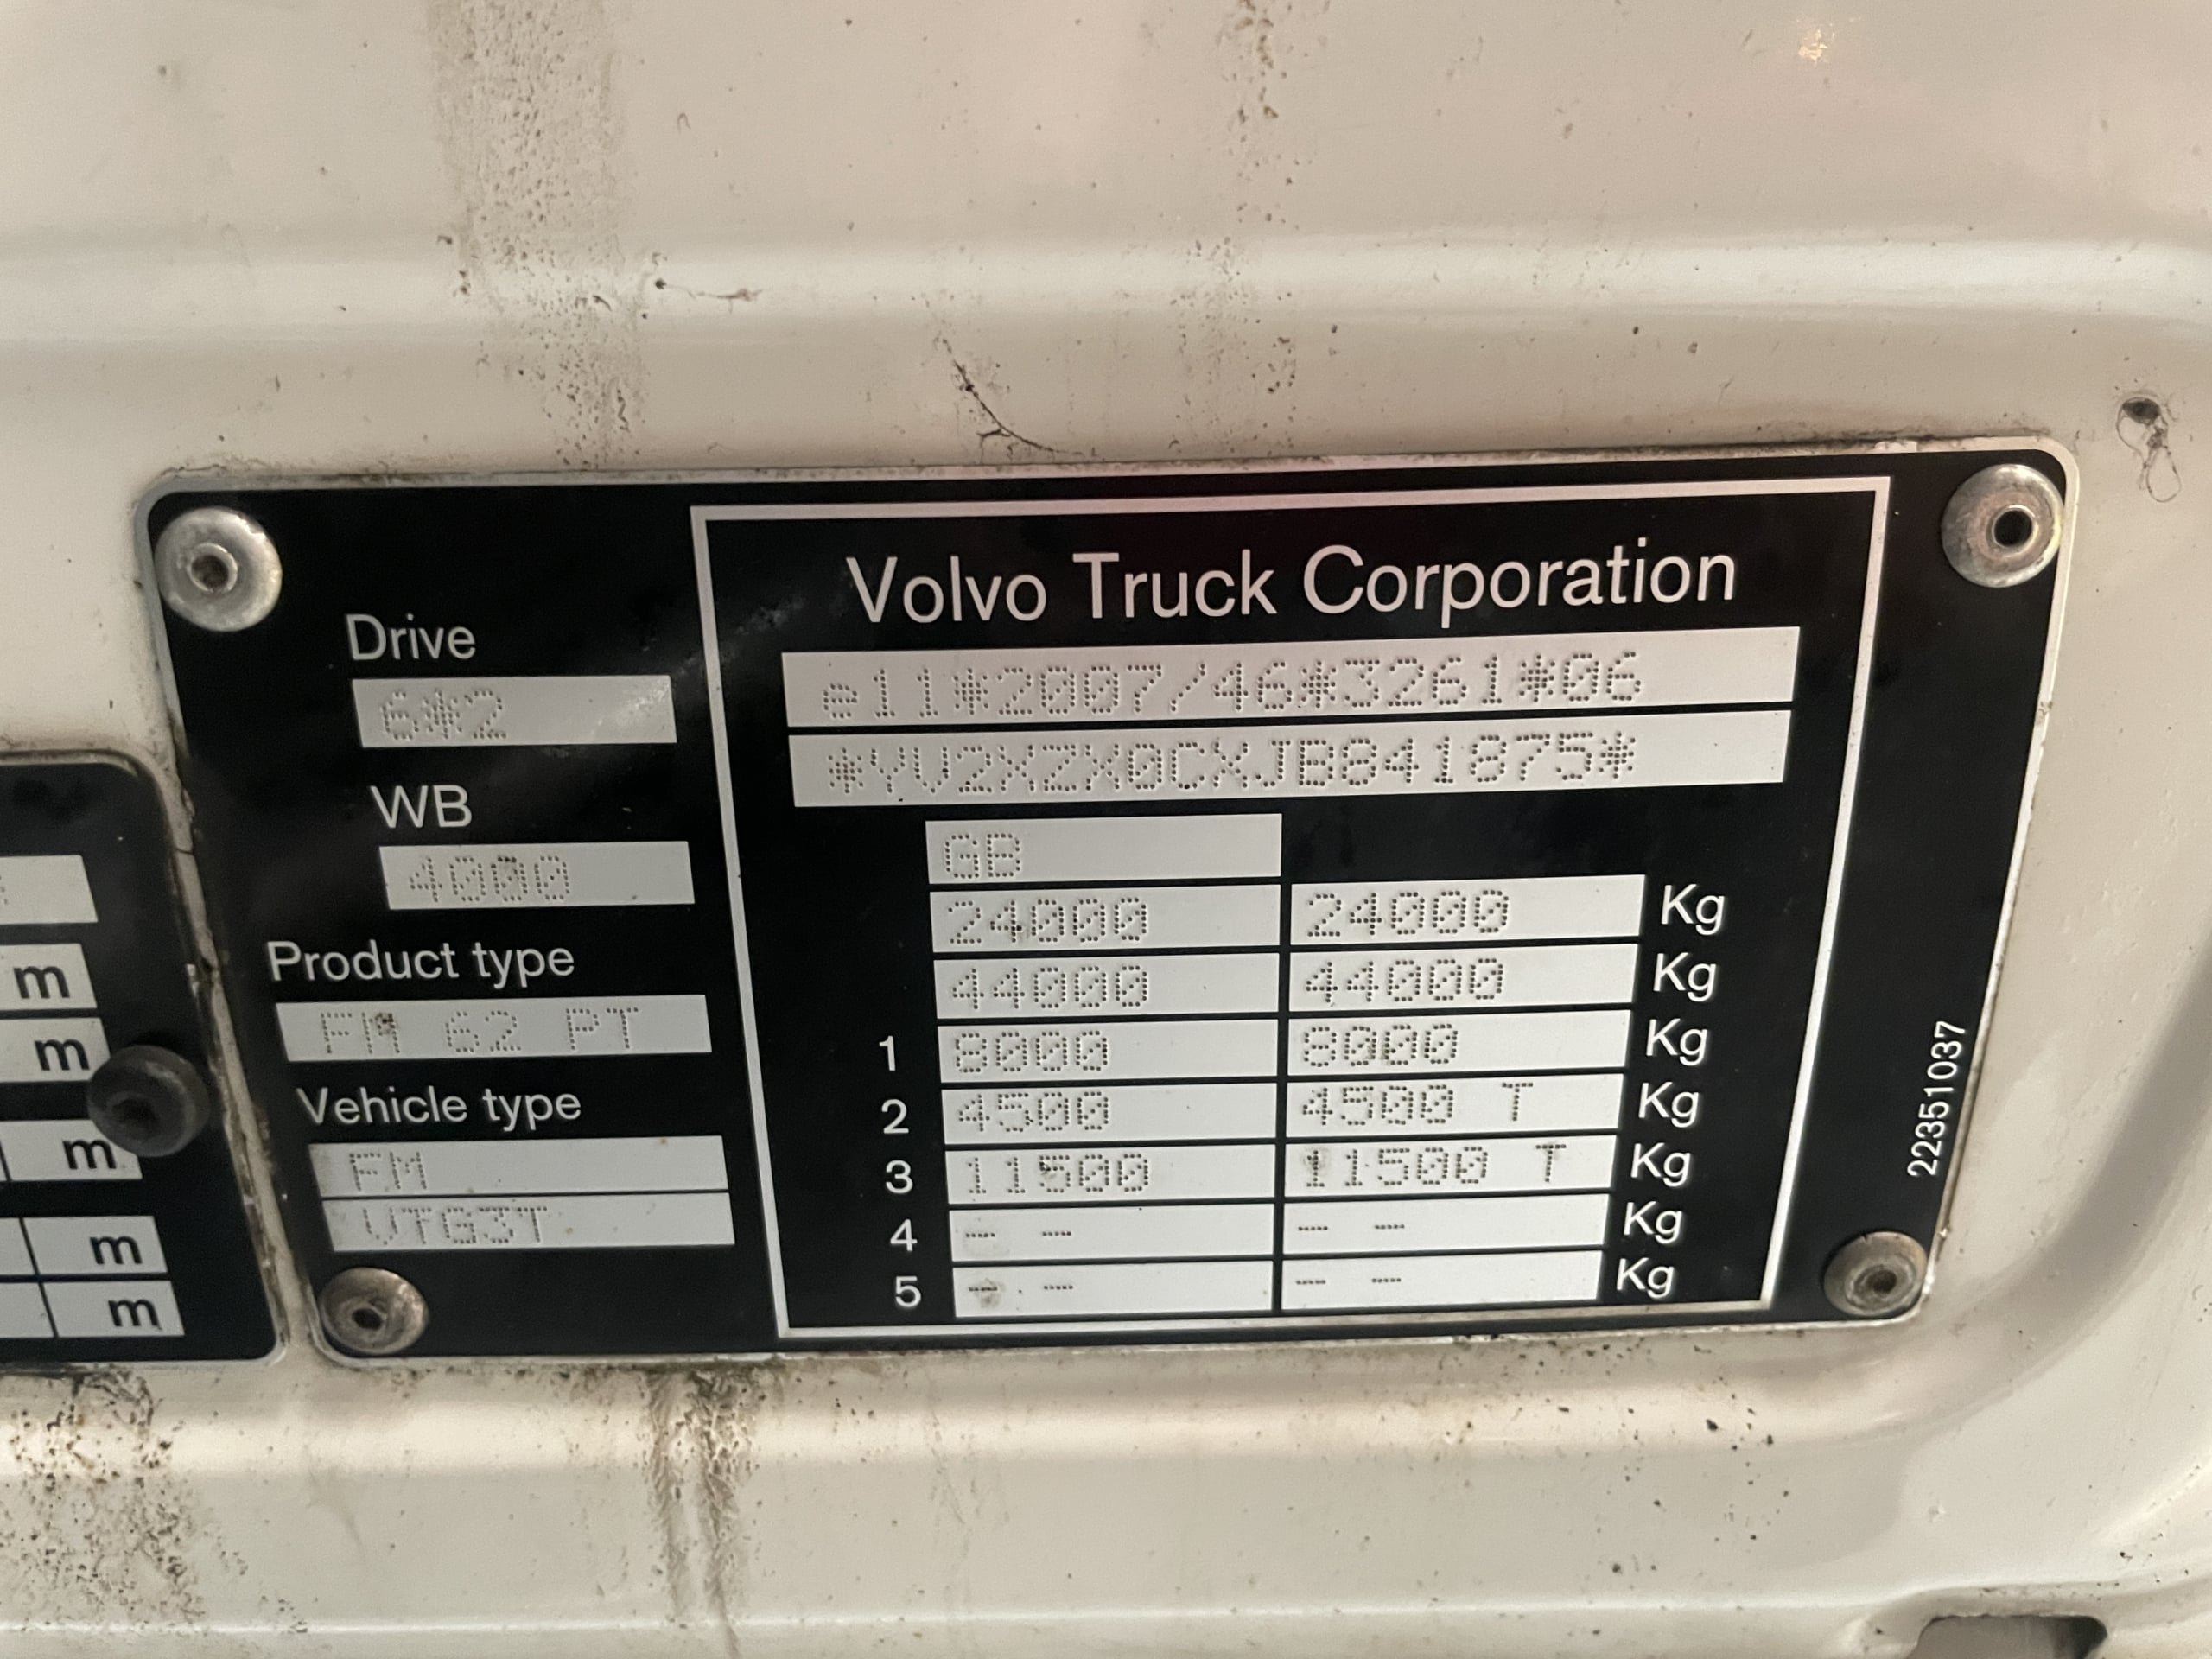 Volvo Truck Corporation
Drive
6*2
e11*2007/46*3261*06
*YV2XZX0CXJB841875*
WB
4000
GB
24000 24000 Kg
44000 44000 Kg
Product type
FM 62 PT
1 8000 8000 Kg
2 4500 4500 T Kg
3 11500 11500 T Kg
4 -- -- -- -- Kg
5 -- -- -- -- Kg
Vehicle type
FM
VTG3T
22351037
m
m
m
m
m